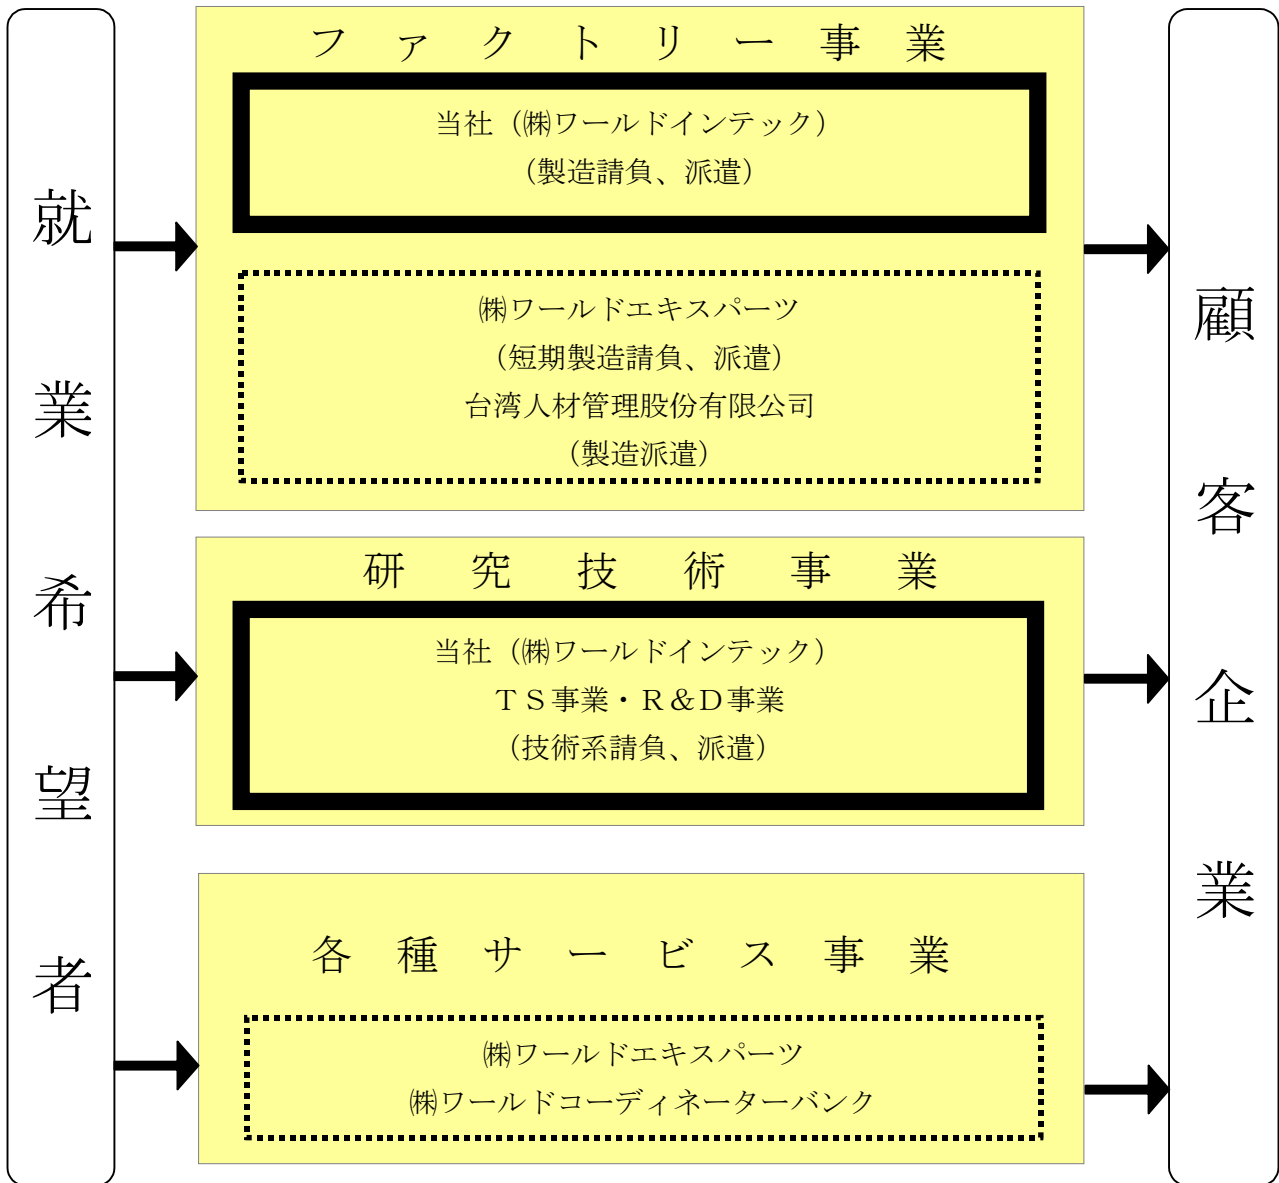 就業希望者
ファクトリー事業
当社（㈱ワールドインテック）
（製造請負、派遣）
㈱ワールドエキスパーツ
（短期製造請負、派遣）
台湾人材管理股份有限公司
（製造派遣）
研究技術事業
当社（㈱ワールドインテック）
ＴＳ事業・Ｒ＆Ｄ事業
（技術系請負、派遣）
各種サービス事業
㈱ワールドエキスパーツ
㈱ワールドコーディネーターバンク
顧客企業